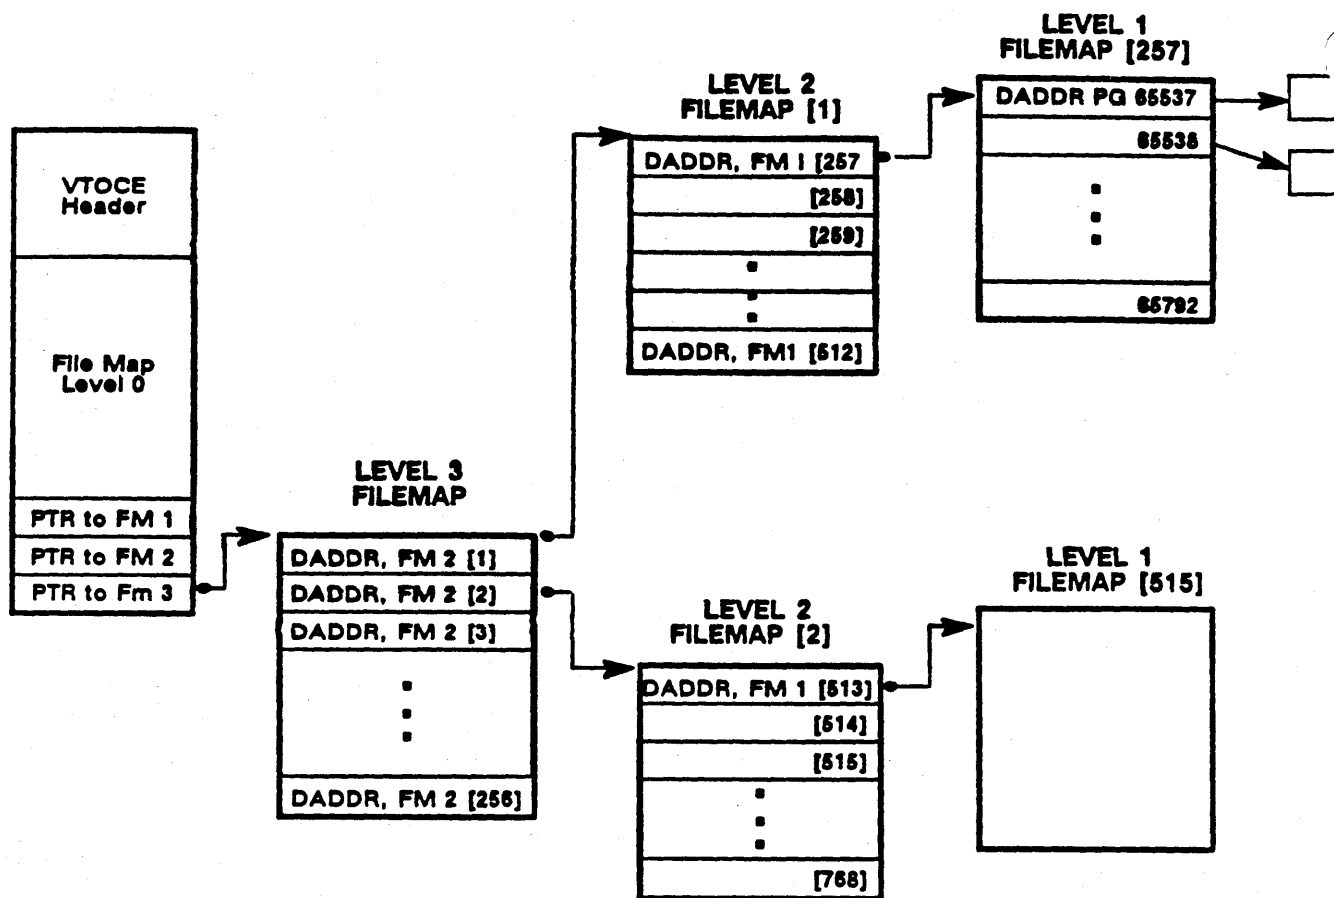 VTOCE
Header
File Map
Level 0
PTR to FM 1
PTR to FM 2
PTR to Fm 3
LEVEL 3
FILEMAP
DADDR, FM 2 [1]
DADDR, FM 2 [2]
DADDR, FM 2 [3]
DADDR, FM 2 [256]
LEVEL 2
FILEMAP [1]
DADDR, FM I [257
[258]
[259]
DADDR, FM1 [512]
LEVEL 1
FILEMAP [257]
DADDR PG 65537
65538
65792
LEVEL 2
FILEMAP [2]
DADDR, FM 1 [513]
[514]
[515]
[768]
LEVEL 1
FILEMAP [515]